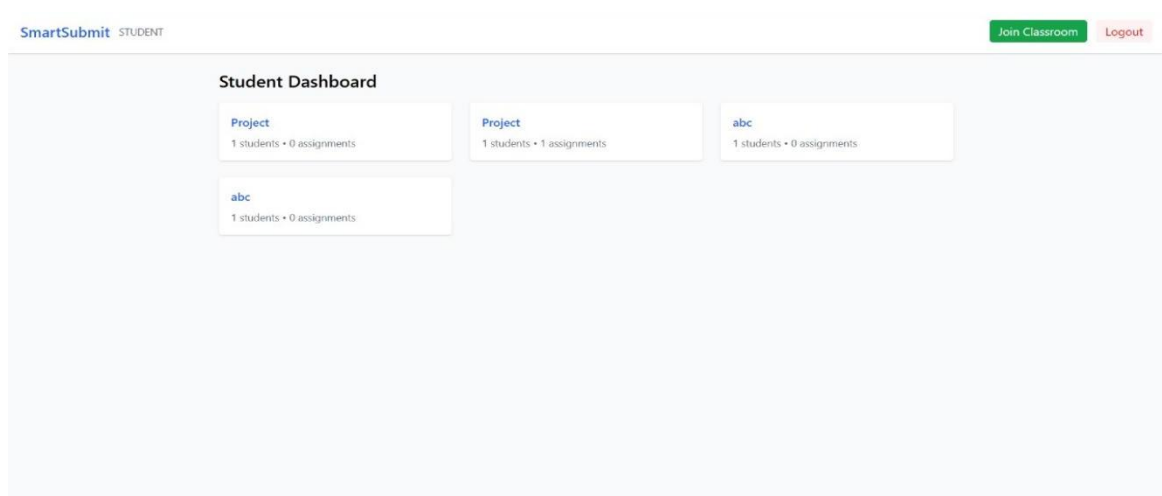 SmartSubmit STUDENT Join Classroom Logout
Student Dashboard
Project
1 students • 0 assignments
Project
1 students • 1 assignments
abc
1 students • 0 assignments
abc
1 students • 0 assignments